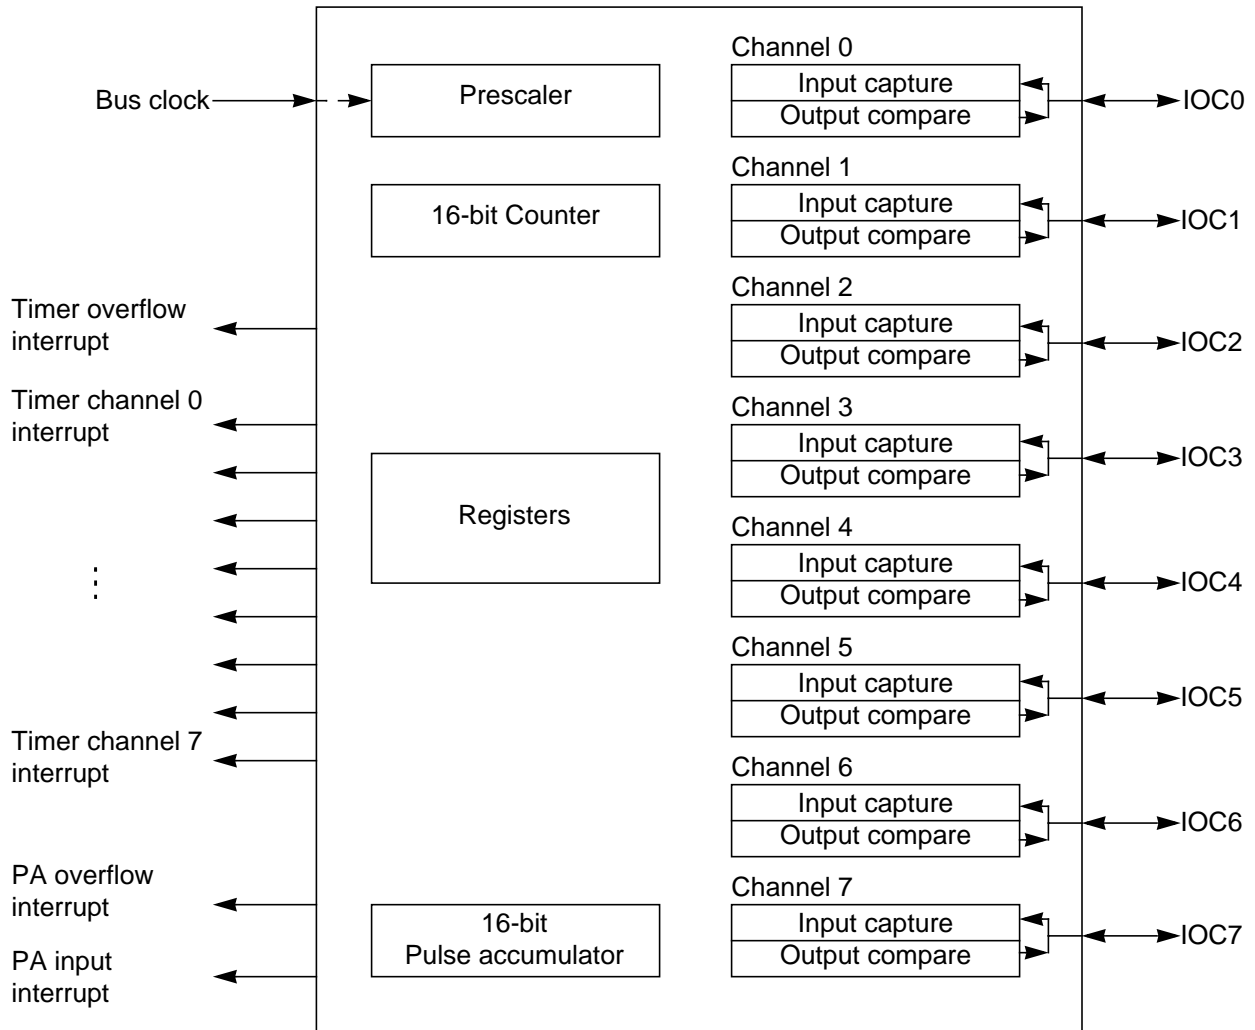 Bus clock
Timer overflow
interrupt
Timer channel 0
interrupt
Timer channel 7
interrupt
PA overflow
interrupt
PA input
interrupt
Prescaler
16-bit Counter
Registers
16-bit
Pulse accumulator
Channel 0
Input capture
Output compare
IOC0
Channel 1
Input capture
Output compare
IOC1
Channel 2
Input capture
Output compare
IOC2
Channel 3
Input capture
Output compare
IOC3
Channel 4
Input capture
Output compare
IOC4
Channel 5
Input capture
Output compare
IOC5
Channel 6
Input capture
Output compare
IOC6
Channel 7
Input capture
Output compare
IOC7